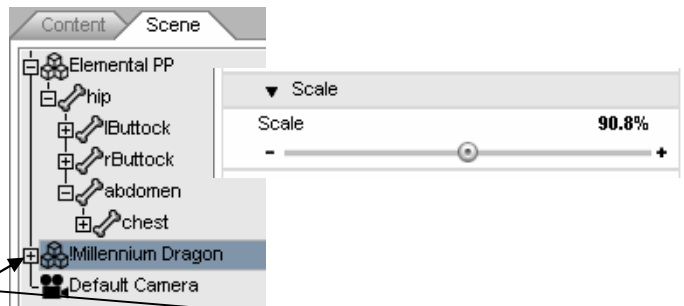 Content Scene
Elemental PP
hip
lButtock
rButtock
abdomen
chest
!Millennium Dragon
Default Camera
Scale
Scale 90.8%
- +